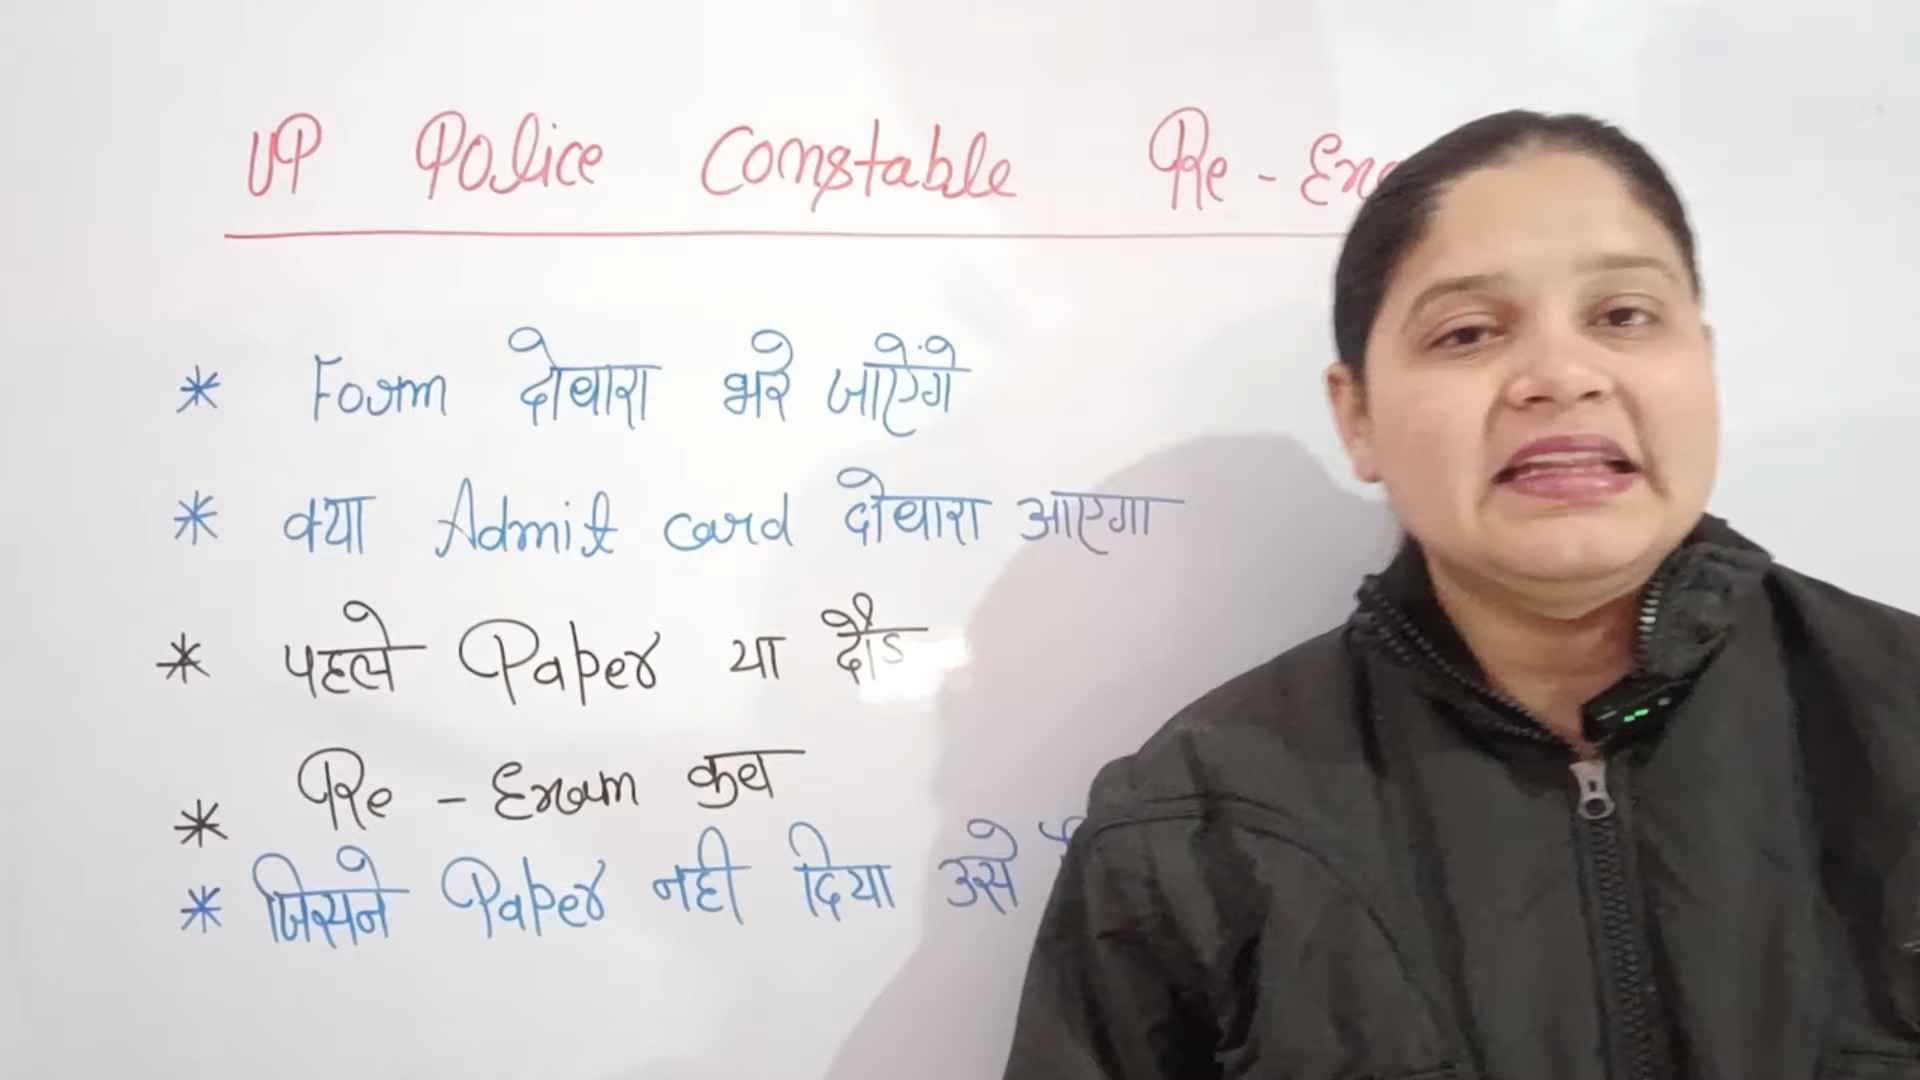 UP Police Constable Re - Exa
* Form दोबारा भरे जाऐंगे
* क्या Admit card दोबारा आएगा
* पहले Paper या दौड
* Re - Exam कब
* जिसने Paper नही दिया उसे